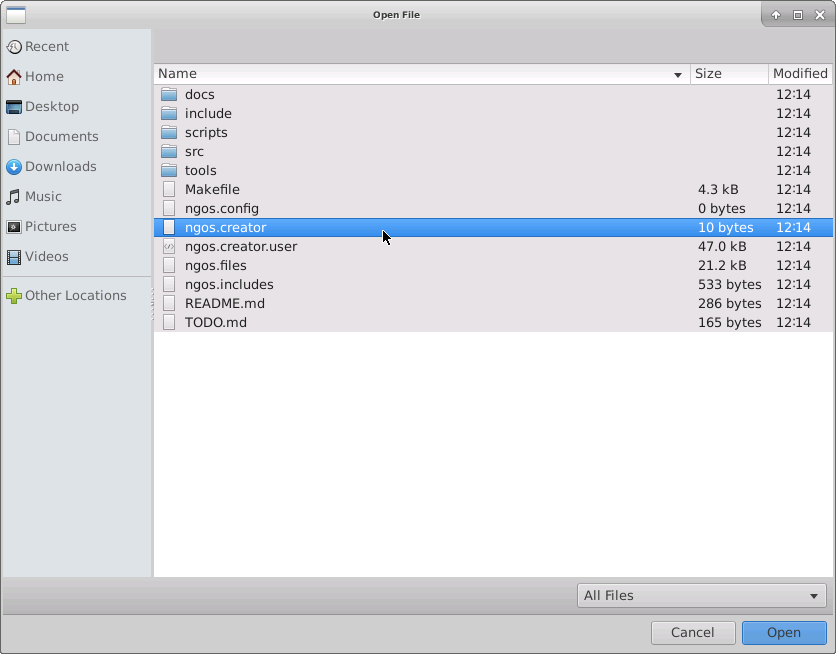 Open File
Recent
Home
Desktop
Documents
Downloads
Music
Pictures
Videos
Other Locations
Name Size Modified
docs 12:14
include 12:14
scripts 12:14
src 12:14
tools 12:14
Makefile 4.3 kB 12:14
ngos.config 0 bytes 12:14
ngos.creator 10 bytes 12:14
ngos.creator.user 47.0 kB 12:14
ngos.files 21.2 kB 12:14
ngos.includes 533 bytes 12:14
README.md 286 bytes 12:14
TODO.md 165 bytes 12:14
All Files
Cancel Open